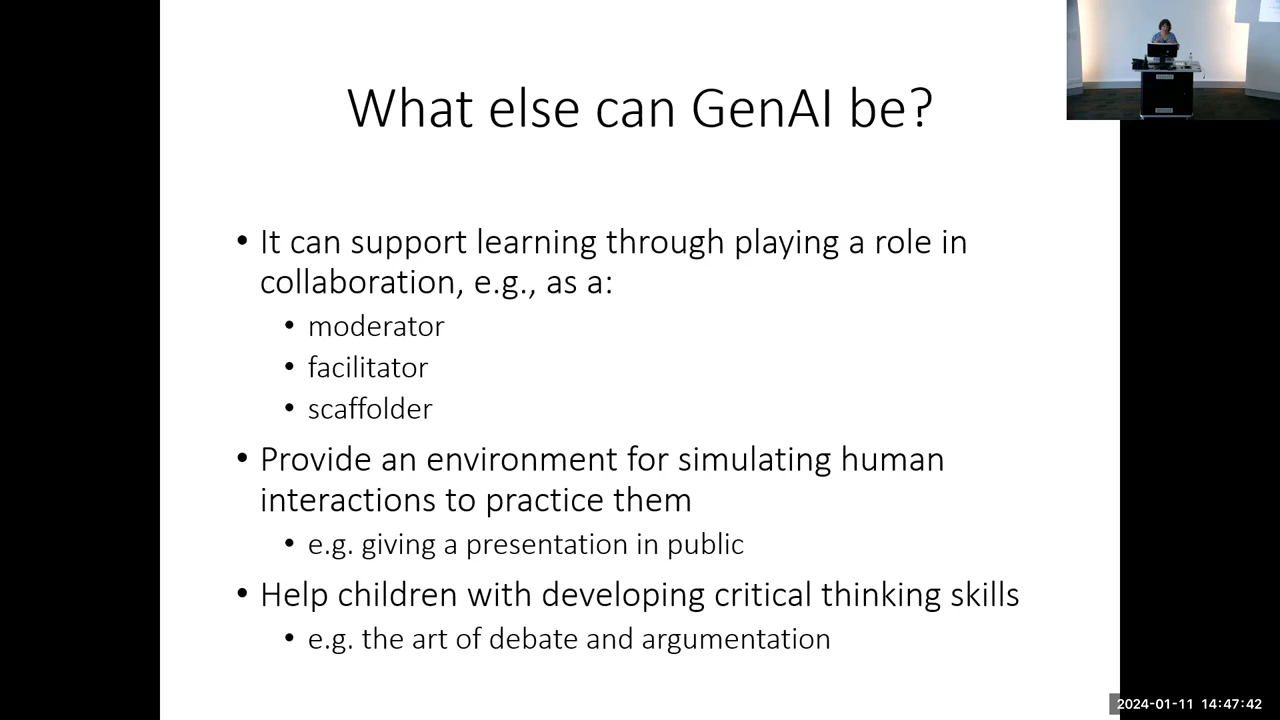 What else can GenAI be?
• It can support learning through playing a role in
collaboration, e.g., as a:
• moderator
• facilitator
• scaffolder
• Provide an environment for simulating human
interactions to practice them
• e.g. giving a presentation in public
• Help children with developing critical thinking skills
• e.g. the art of debate and argumentation
2024-01-11 14:47:42